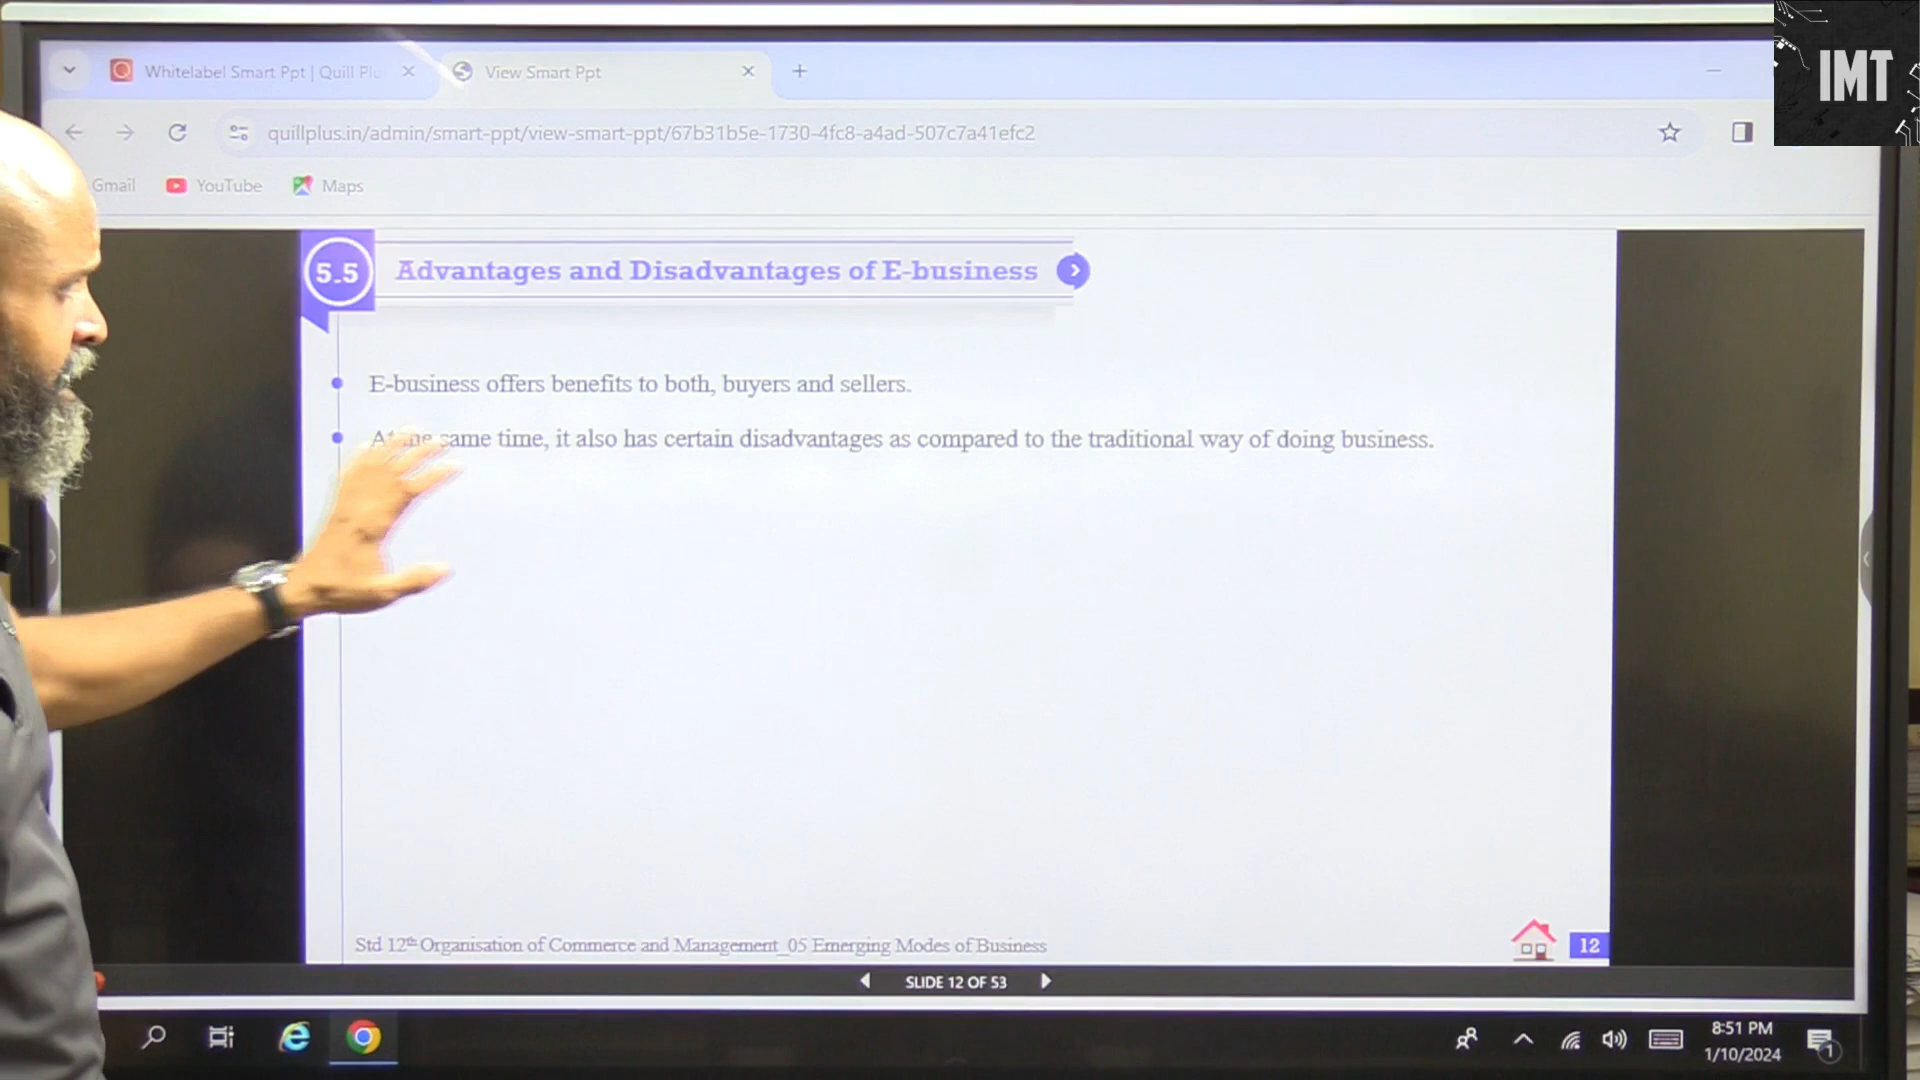 IMT
Whitelabel Smart Ppt | Quill Plu
View Smart Ppt
quillplus.in/admin/smart-ppt/view-smart-ppt/67b31b5e-1730-4fc8-a4ad-507c7a41efc2
Gmail YouTube Maps
5.5 Advantages and Disadvantages of E-business
E-business offers benefits to both, buyers and sellers.
At same time, it also has certain disadvantages as compared to the traditional way of doing business.
Std 12th Organisation of Commerce and Management_05 Emerging Modes of Business
12
SLIDE 12 OF 53
8:51 PM
1/10/2024
1